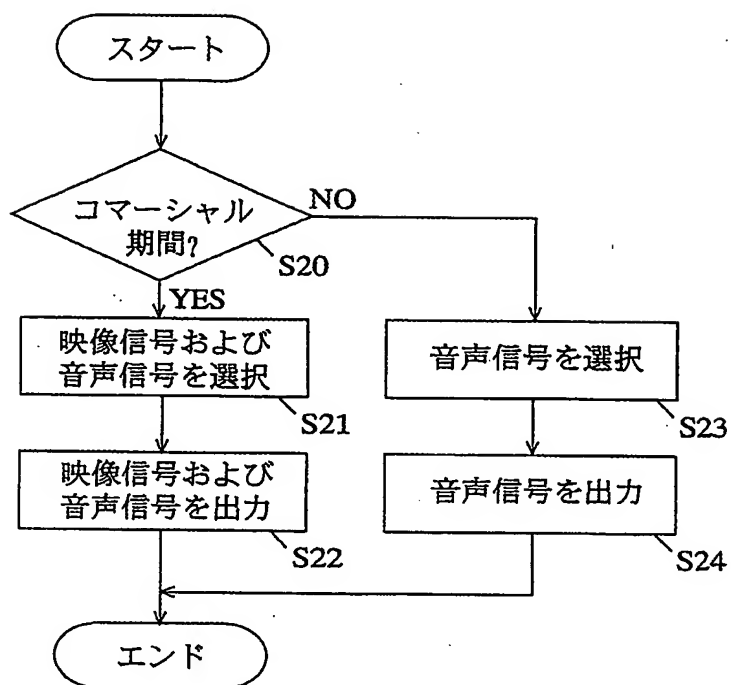 スタート
コマーシャル
期間?
S20
NO
YES
映像信号および
音声信号を選択
S21
映像信号および
音声信号を出力
S22
音声信号を選択
S23
音声信号を出力
S24
エンド